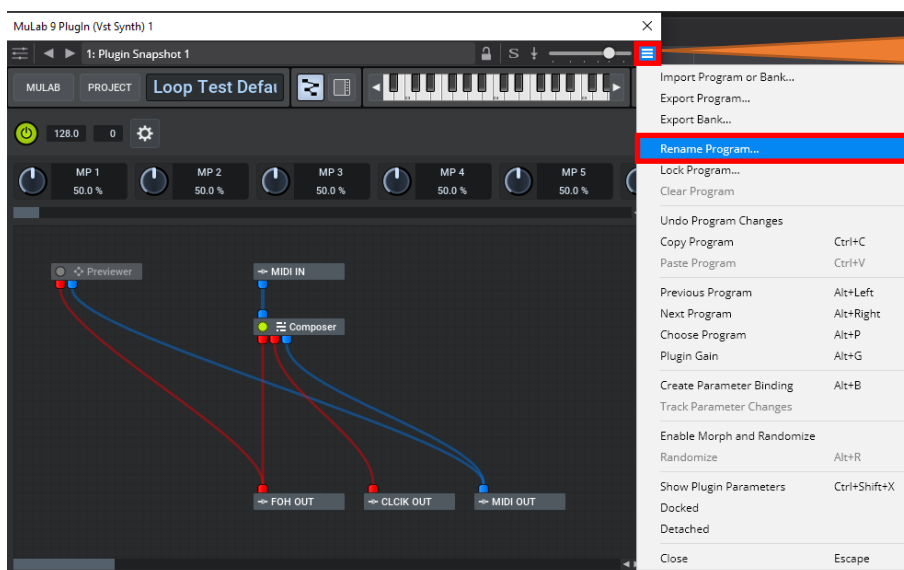 MuLab 9 PlugIn (Vst Synth) 1
1: Plugin Snapshot 1
S
MULAB PROJECT Loop Test Defau
128.0 0
MP 1 MP 2 MP 3 MP 4 MP 5
50.0 % 50.0 % 50.0 % 50.0 % 50.0 %
Previewer MIDI IN
Composer
FOH OUT CLCIK OUT MIDI OUT
Import Program or Bank...
Export Program...
Export Bank...
Rename Program...
Lock Program...
Clear Program
Undo Program Changes
Copy Program Ctrl+C
Paste Program Ctrl+V
Previous Program Alt+Left
Next Program Alt+Right
Choose Program Alt+P
Plugin Gain Alt+G
Create Parameter Binding Alt+B
Track Parameter Changes
Enable Morph and Randomize
Randomize Alt+R
Show Plugin Parameters Ctrl+Shift+X
Docked
Detached
Close Escape